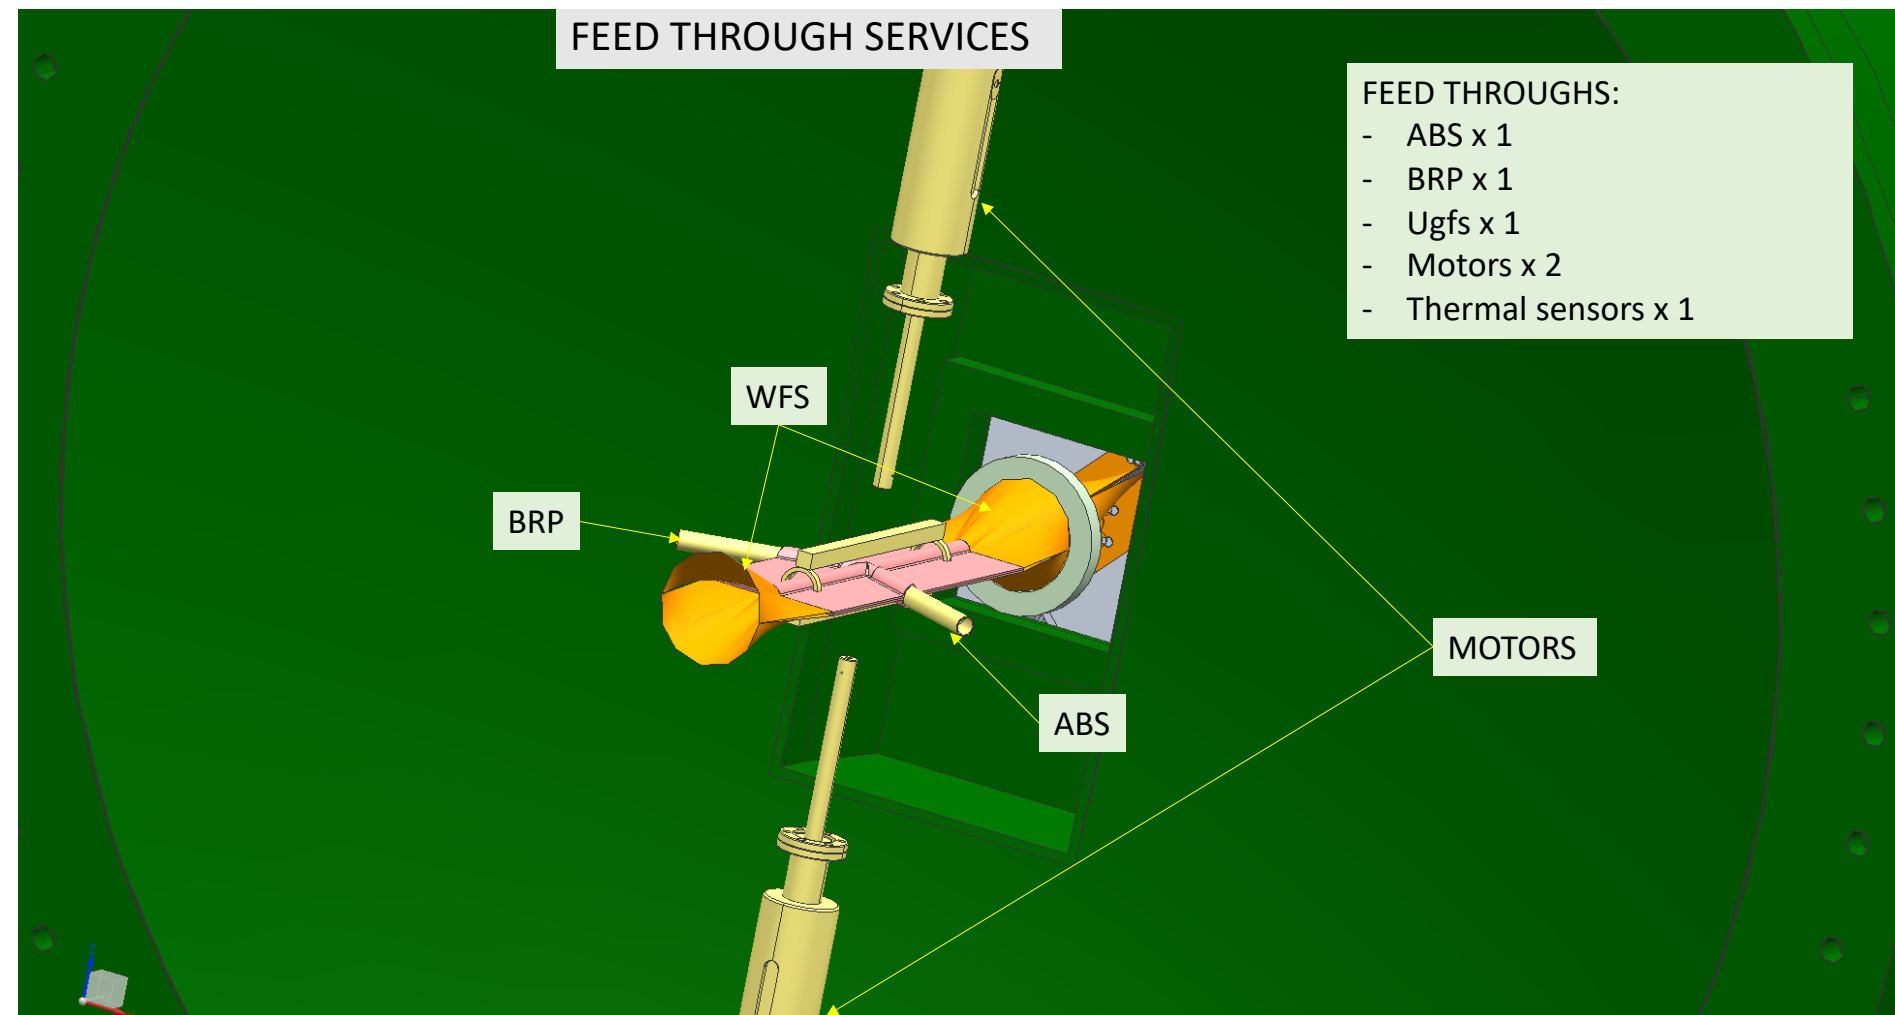 FEED THROUGH SERVICES
FEED THROUGHS:
- ABS x 1
- BRP x 1
- Ugfs x 1
- Motors x 2
- Thermal sensors x 1
WFS
BRP
MOTORS
ABS
Z